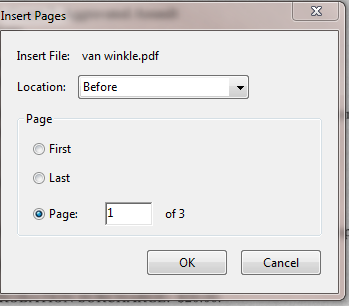 Insert Pages
Insert File: van winkle.pdf
Location: Before
Page
First
Last
Page: 1 of 3
OK Cancel